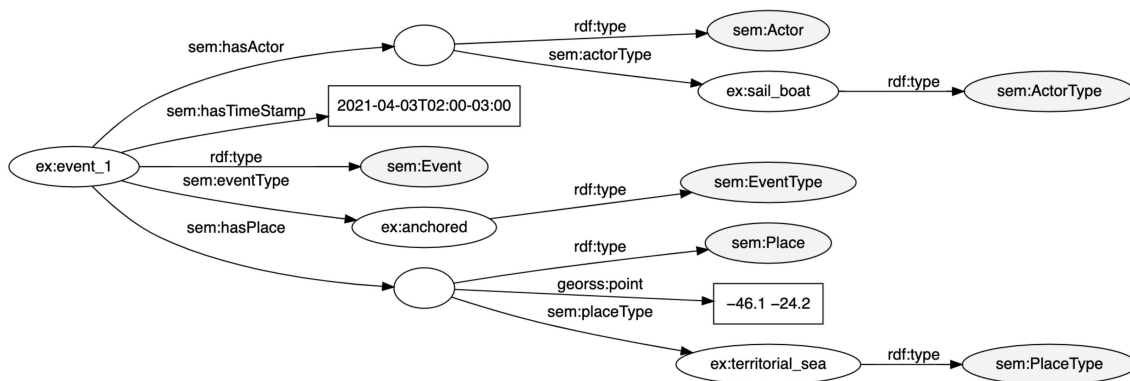 rdf:type
sem:Actor
sem:hasActor
sem:actorType
rdf:type
ex:sail_boat
sem:ActorType
sem:hasTimeStamp
2021-04-03T02:00-03:00
rdf:type
ex:event_1
sem:Event
sem:eventType
rdf:type
sem:EventType
sem:hasPlace
ex:anchored
rdf:type
sem:Place
georss:point
−46.1 −24.2
sem:placeType
rdf:type
ex:territorial_sea
sem:PlaceType